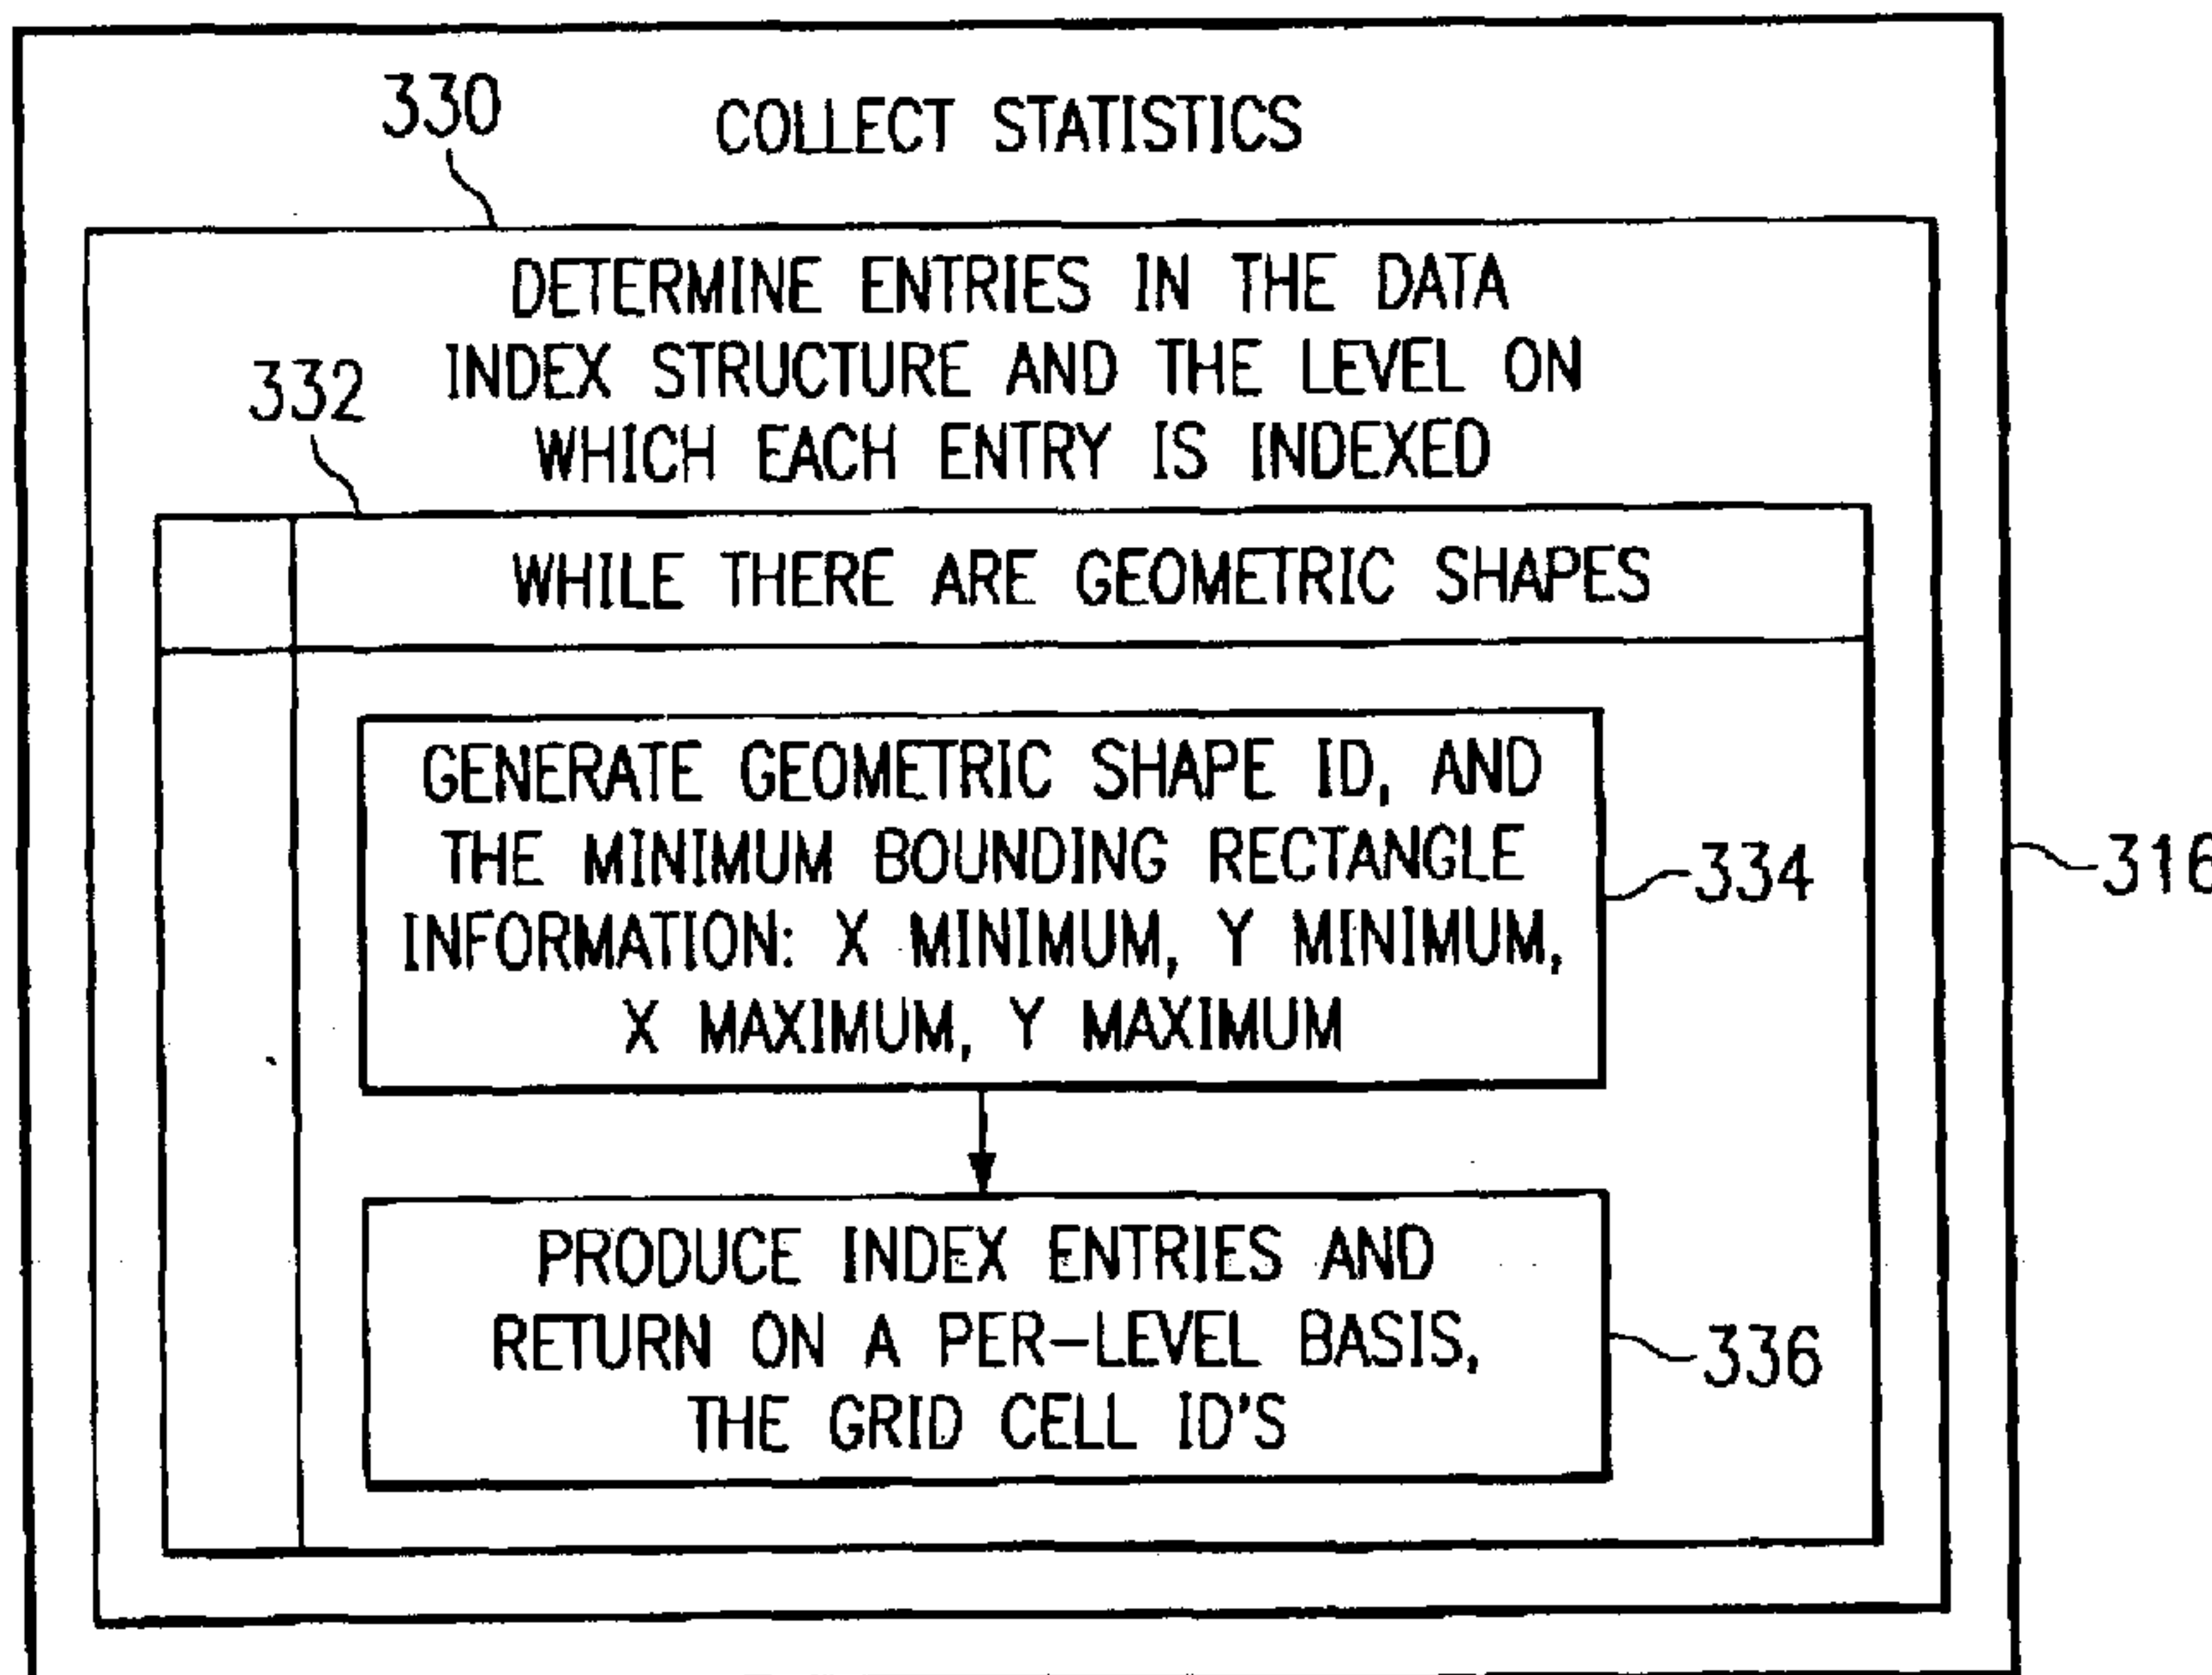 330
COLLECT STATISTICS
DETERMINE ENTRIES IN THE DATA
INDEX STRUCTURE AND THE LEVEL ON
WHICH EACH ENTRY IS INDEXED
332
WHILE THERE ARE GEOMETRIC SHAPES
GENERATE GEOMETRIC SHAPE ID, AND
THE MINIMUM BOUNDING RECTANGLE
INFORMATION: X MINIMUM, Y MINIMUM,
X MAXIMUM, Y MAXIMUM
334
316
PRODUCE INDEX ENTRIES AND
RETURN ON A PER-LEVEL BASIS,
THE GRID CELL ID'S
336